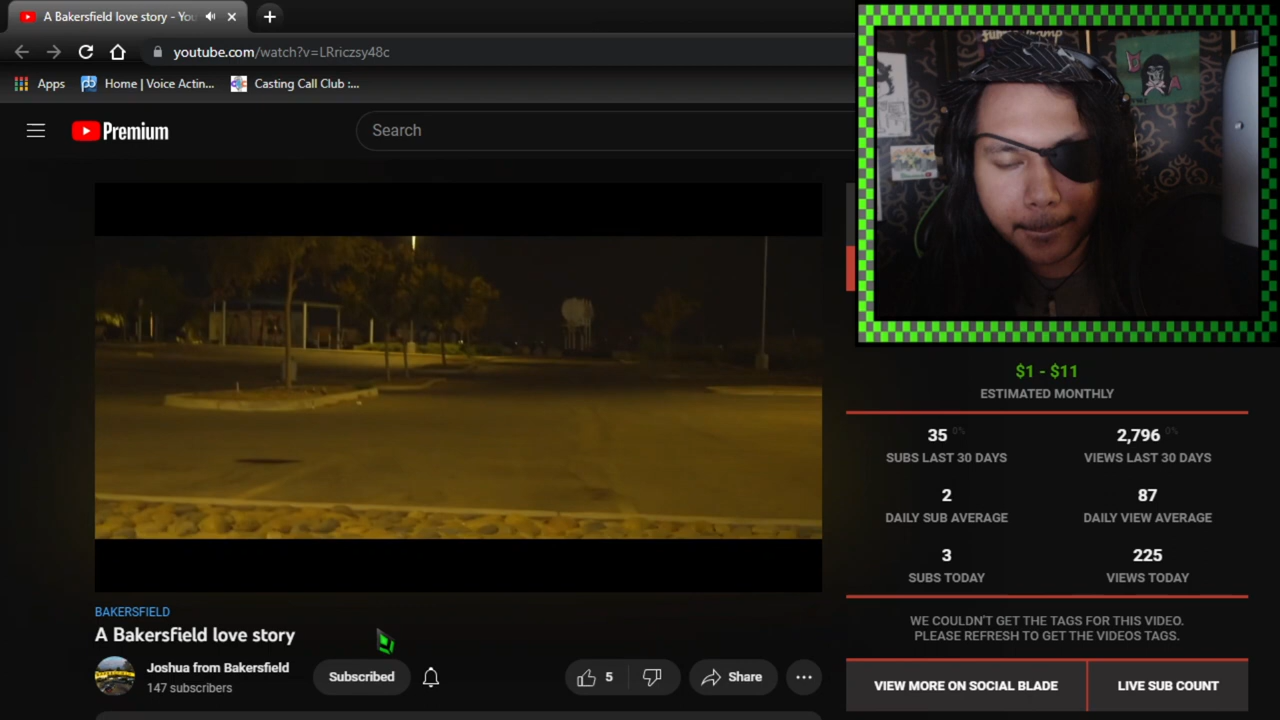 A Bakersfield love story - You
youtube.com/watch?v=LRriczsy48c
Apps
Home | Voice Actin...
Casting Call Club :...
Premium
Search
$1 - $11
ESTIMATED MONTHLY
35 0%
2,796 0%
SUBS LAST 30 DAYS
VIEWS LAST 30 DAYS
2
87
DAILY SUB AVERAGE
DAILY VIEW AVERAGE
3
225
SUBS TODAY
VIEWS TODAY
WE COULDN'T GET THE TAGS FOR THIS VIDEO.
PLEASE REFRESH TO GET THE VIDEOS TAGS.
VIEW MORE ON SOCIAL BLADE
LIVE SUB COUNT
BAKERSFIELD
A Bakersfield love story
Joshua from Bakersfield
147 subscribers
Subscribed
5
Share